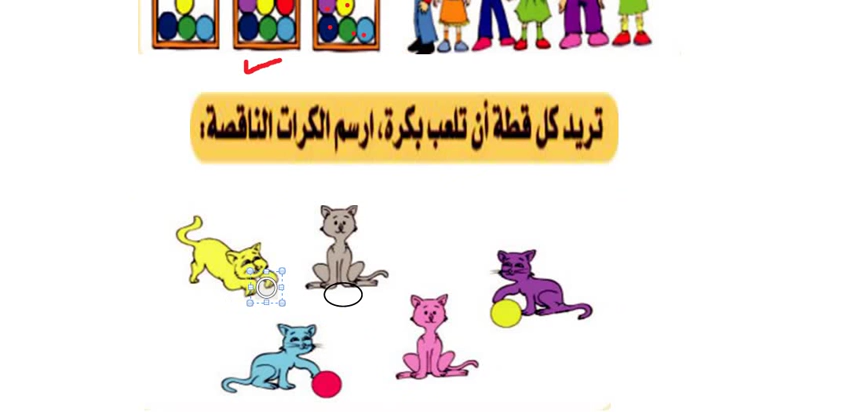 تريد كل قطة أن تلعب بكرة، ارسم الكرات الناقصة: